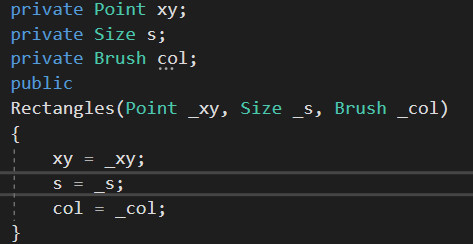 private Point xy;
private Size s;
private Brush col;
public
Rectangles(Point _xy, Size _s, Brush _col)
{
    xy = _xy;
    s = _s;
    col = _col;
}